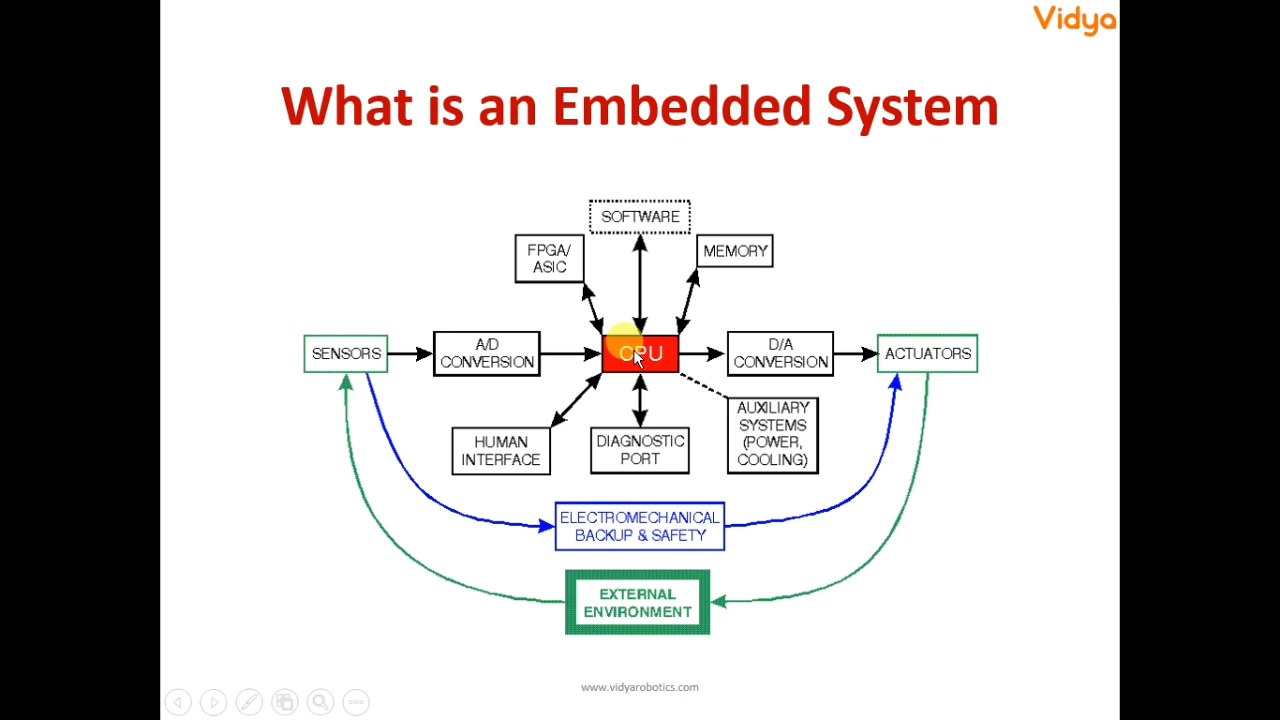 Vidya
What is an Embedded System
SOFTWARE
FPGA/
ASIC
MEMORY
SENSORS
A/D
CONVERSION
CPU
D/A
CONVERSION
ACTUATORS
HUMAN
INTERFACE
DIAGNOSTIC
PORT
AUXILIARY
SYSTEMS
(POWER,
COOLING)
ELECTROMECHANICAL
BACKUP & SAFETY
EXTERNAL
ENVIRONMENT
www.vidyarobotics.com